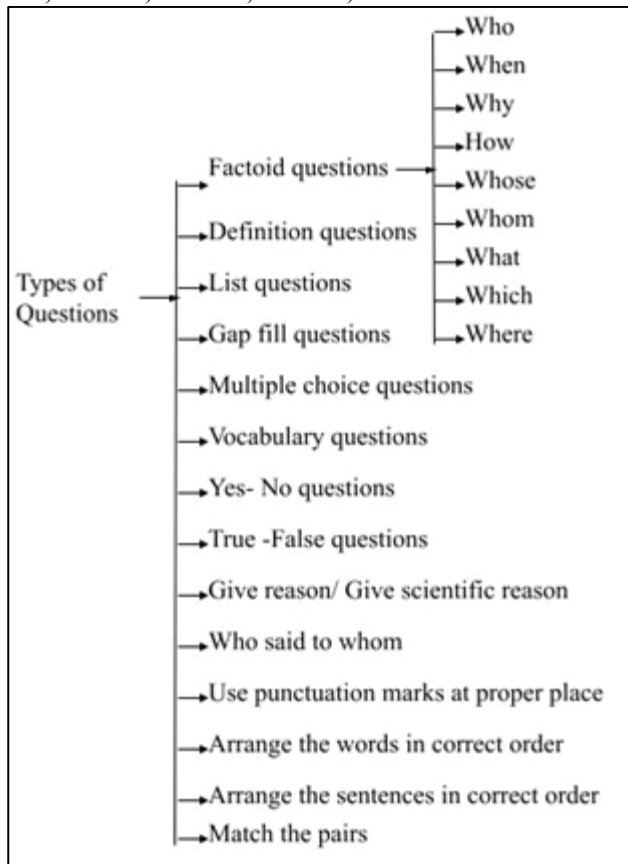 Who
When
Why
How
Factoid questions
Whose
Definition questions
Whom
What
Types of
Questions
List questions
Which
Gap fill questions
Where
Multiple choice questions
Vocabulary questions
Yes- No questions
True -False questions
Give reason/ Give scientific reason
Who said to whom
Use punctuation marks at proper place
Arrange the words in correct order
Arrange the sentences in correct order
Match the pairs